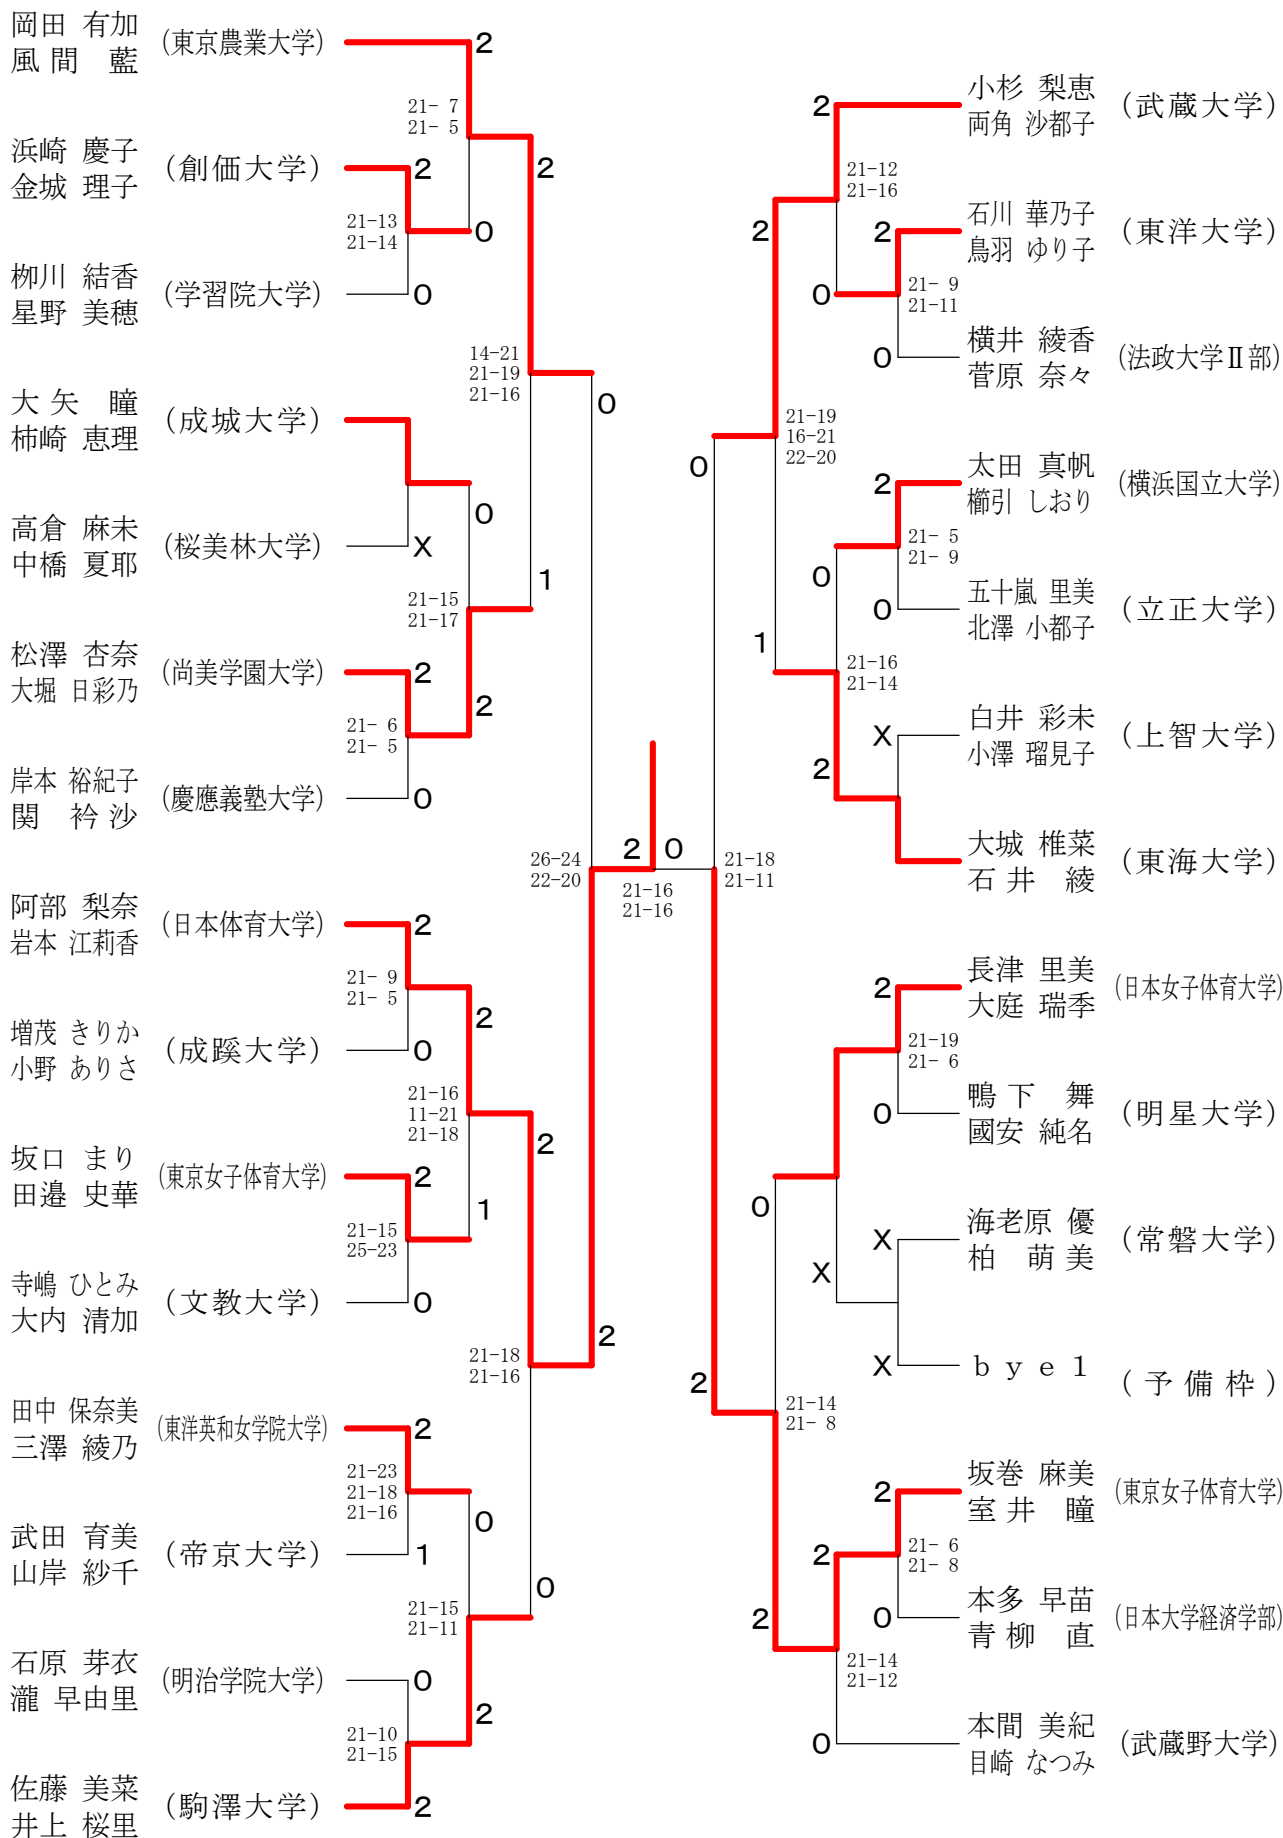 岡田 有加
風間 藍
(東京農業大学)
2
21- 7
21- 5
浜崎 慶子
金城 理子
(創価大学)
2
2
21-13
21-14
0
栁川 結香
星野 美穂
(学習院大学)
0
14-21
21-19
21-16
0
大矢 瞳
柿崎 恵理
(成城大学)
0
高倉 麻未
中橋 夏耶
(桜美林大学)
X
1
21-15
21-17
松澤 杏奈
大堀 日彩乃
(尚美学園大学)
2
2
21- 6
21- 5
岸本 裕紀子
関 衿沙
(慶應義塾大学)
0
26-24
22-20
阿部 梨奈
岩本 江莉香
(日本体育大学)
2
21- 9
21- 5
2
増茂 きりか
小野 ありさ
(成蹊大学)
0
21-16
11-21
21-18
2
坂口 まり
田邉 史華
(東京女子体育大学)
2
1
21-15
25-23
寺嶋 ひとみ
大内 清加
(文教大学)
0
2
21-18
21-16
田中 保奈美
三澤 綾乃
(東洋英和女学院大学)
2
21-23
21-18
21-16
0
武田 育美
山岸 紗千
(帝京大学)
1
0
21-15
21-11
石原 芽衣
瀧 早由里
(明治学院大学)
0
2
21-10
21-15
佐藤 美菜
井上 桜里
(駒澤大学)
2
2
0
21-16
21-16
2
小杉 梨恵
両角 沙都子
(武蔵大学)
21-12
21-16
2
2
石川 華乃子
鳥羽 ゆり子
(東洋大学)
0
21- 9
21-11
0
横井 綾香
菅原 奈々
(法政大学Ⅱ部)
21-19
16-21
22-20
0
2
太田 真帆
櫛引 しおり
(横浜国立大学)
21- 5
21- 9
0
0
五十嵐 里美
北澤 小都子
(立正大学)
1
21-16
21-14
X
白井 彩未
小澤 瑠見子
(上智大学)
2
大城 椎菜
石井 綾
(東海大学)
21-18
21-11
2
長津 里美
大庭 瑞季
(日本女子体育大学)
21-19
21- 6
0
鴨下 舞
國安 純名
(明星大学)
0
X
海老原 優
柏 萌美
(常磐大学)
X
X
bye1
(予備枠)
2
21-14
21- 8
2
坂巻 麻美
室井 瞳
(東京女子体育大学)
2
21- 6
21- 8
2
0
本多 早苗
青柳 直
(日本大学経済学部)
21-14
21-12
0
本間 美紀
目崎 なつみ
(武蔵野大学)